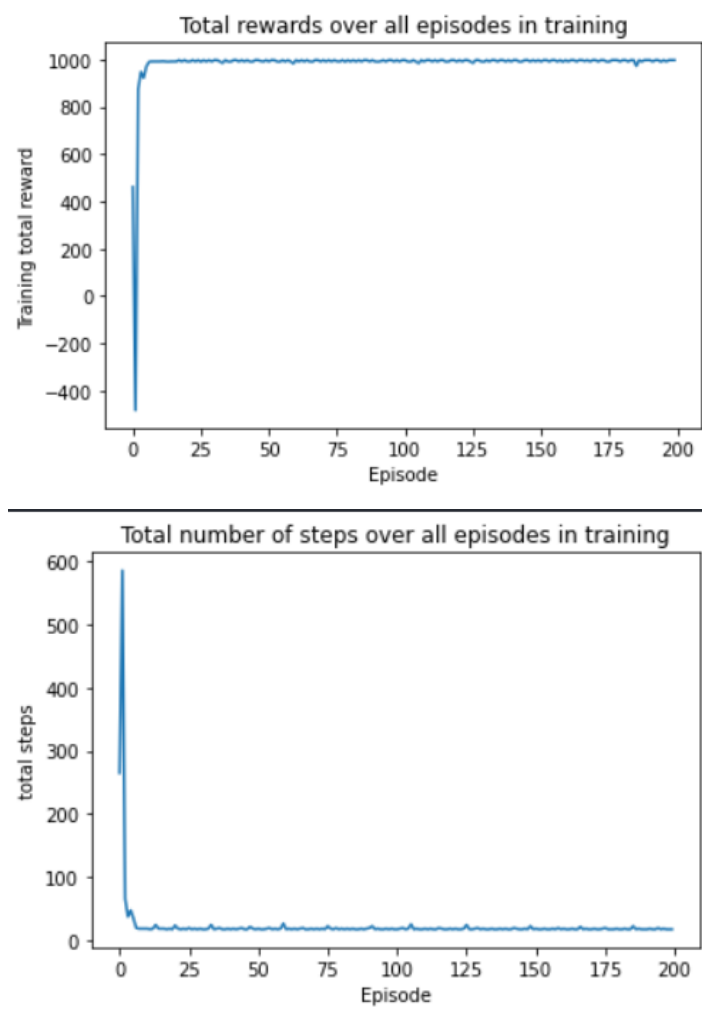 Total rewards over all episodes in training
1000
800
600
400
200
0
−200
−400
Training total reward
0 25 50 75 100 125 150 175 200
Episode
Total number of steps over all episodes in training
600
500
400
300
200
100
0
total steps
0 25 50 75 100 125 150 175 200
Episode